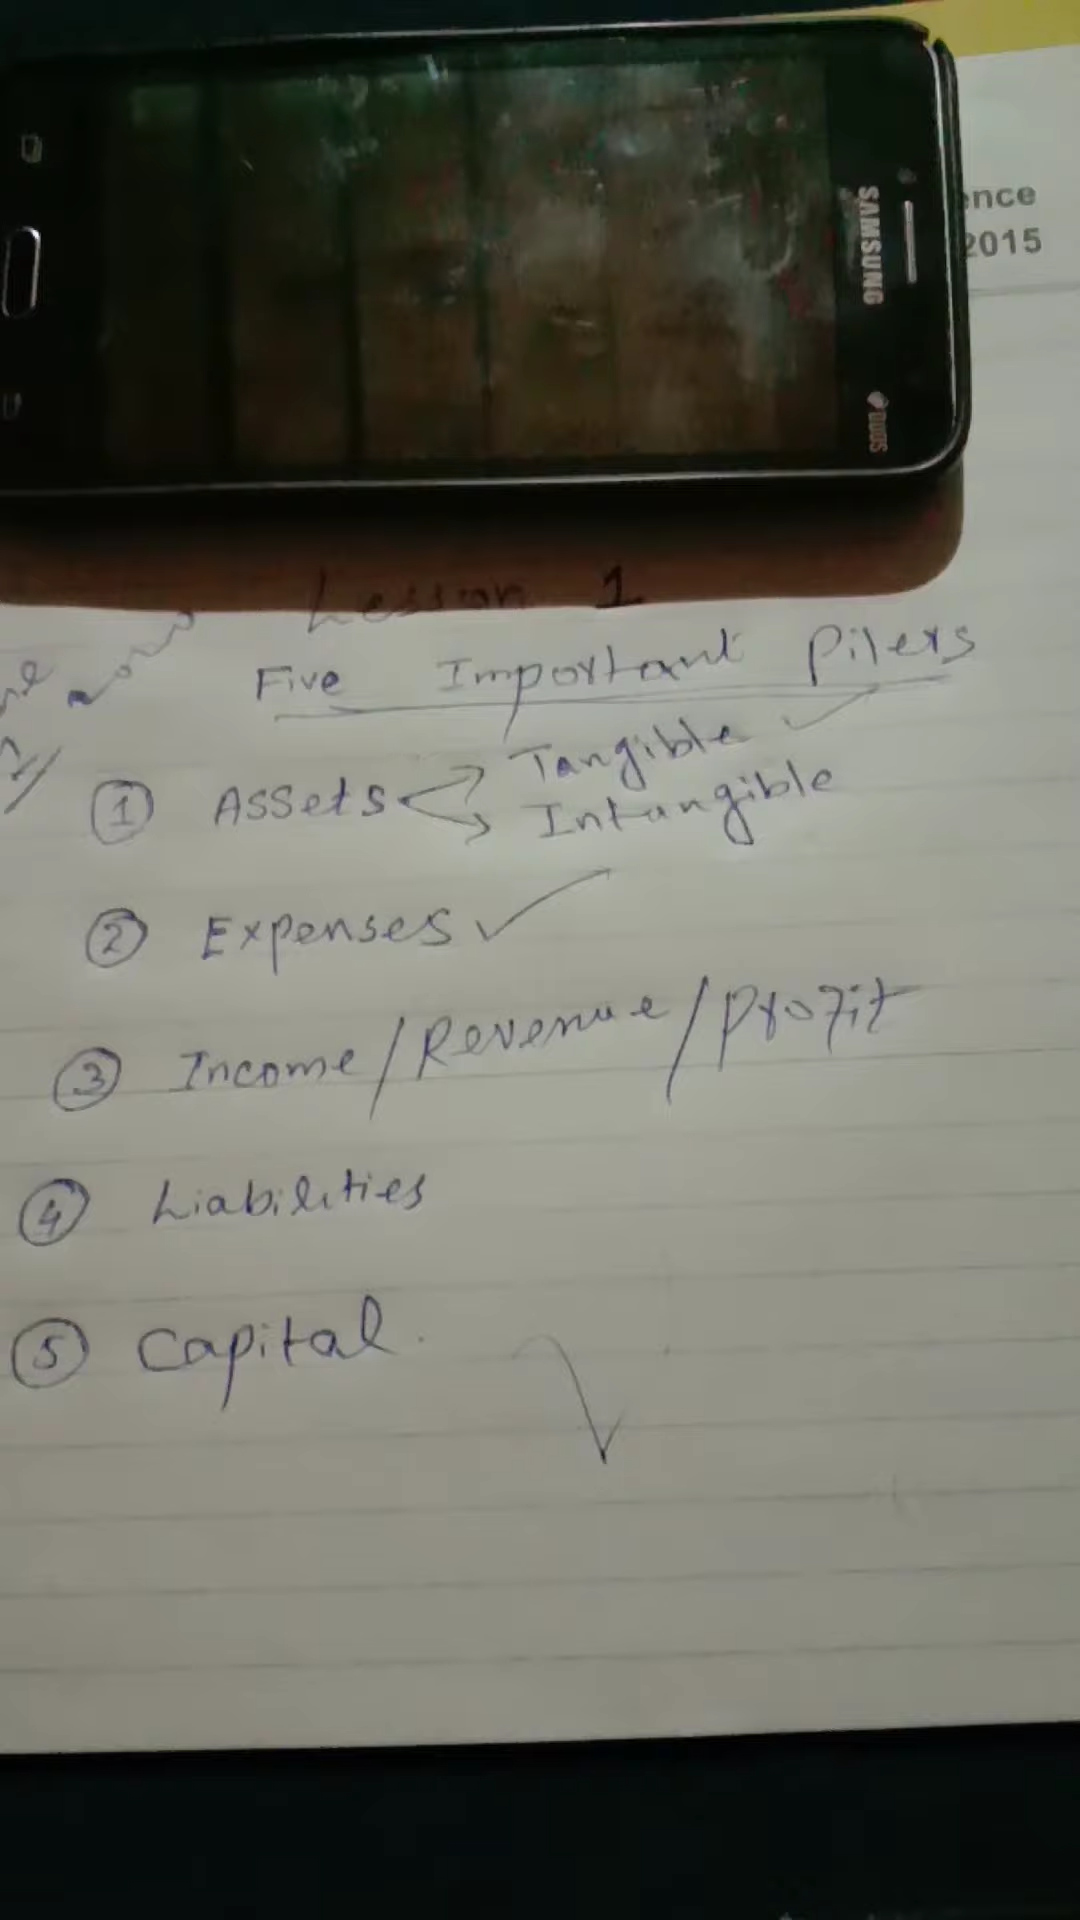 SAMSUNG
DUOS
ence
2015
Lesson 1
Five Important Pilers
① Assets Tangible
Intangible
② Expenses
③ Income/Revenue/Profit
④ Liabilities
⑤ Capital.